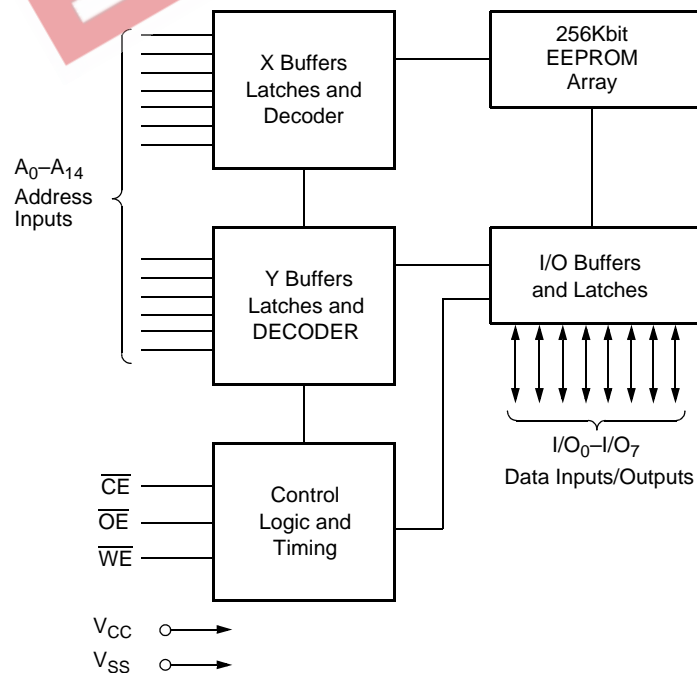 X Buffers
Latches and
Decoder
256Kbit
EEPROM
Array
A0–A14
Address
Inputs
Y Buffers
Latches and
DECODER
I/O Buffers
and Latches
I/O0–I/O7
Data Inputs/Outputs
CE
OE
WE
Control
Logic and
Timing
VCC
VSS